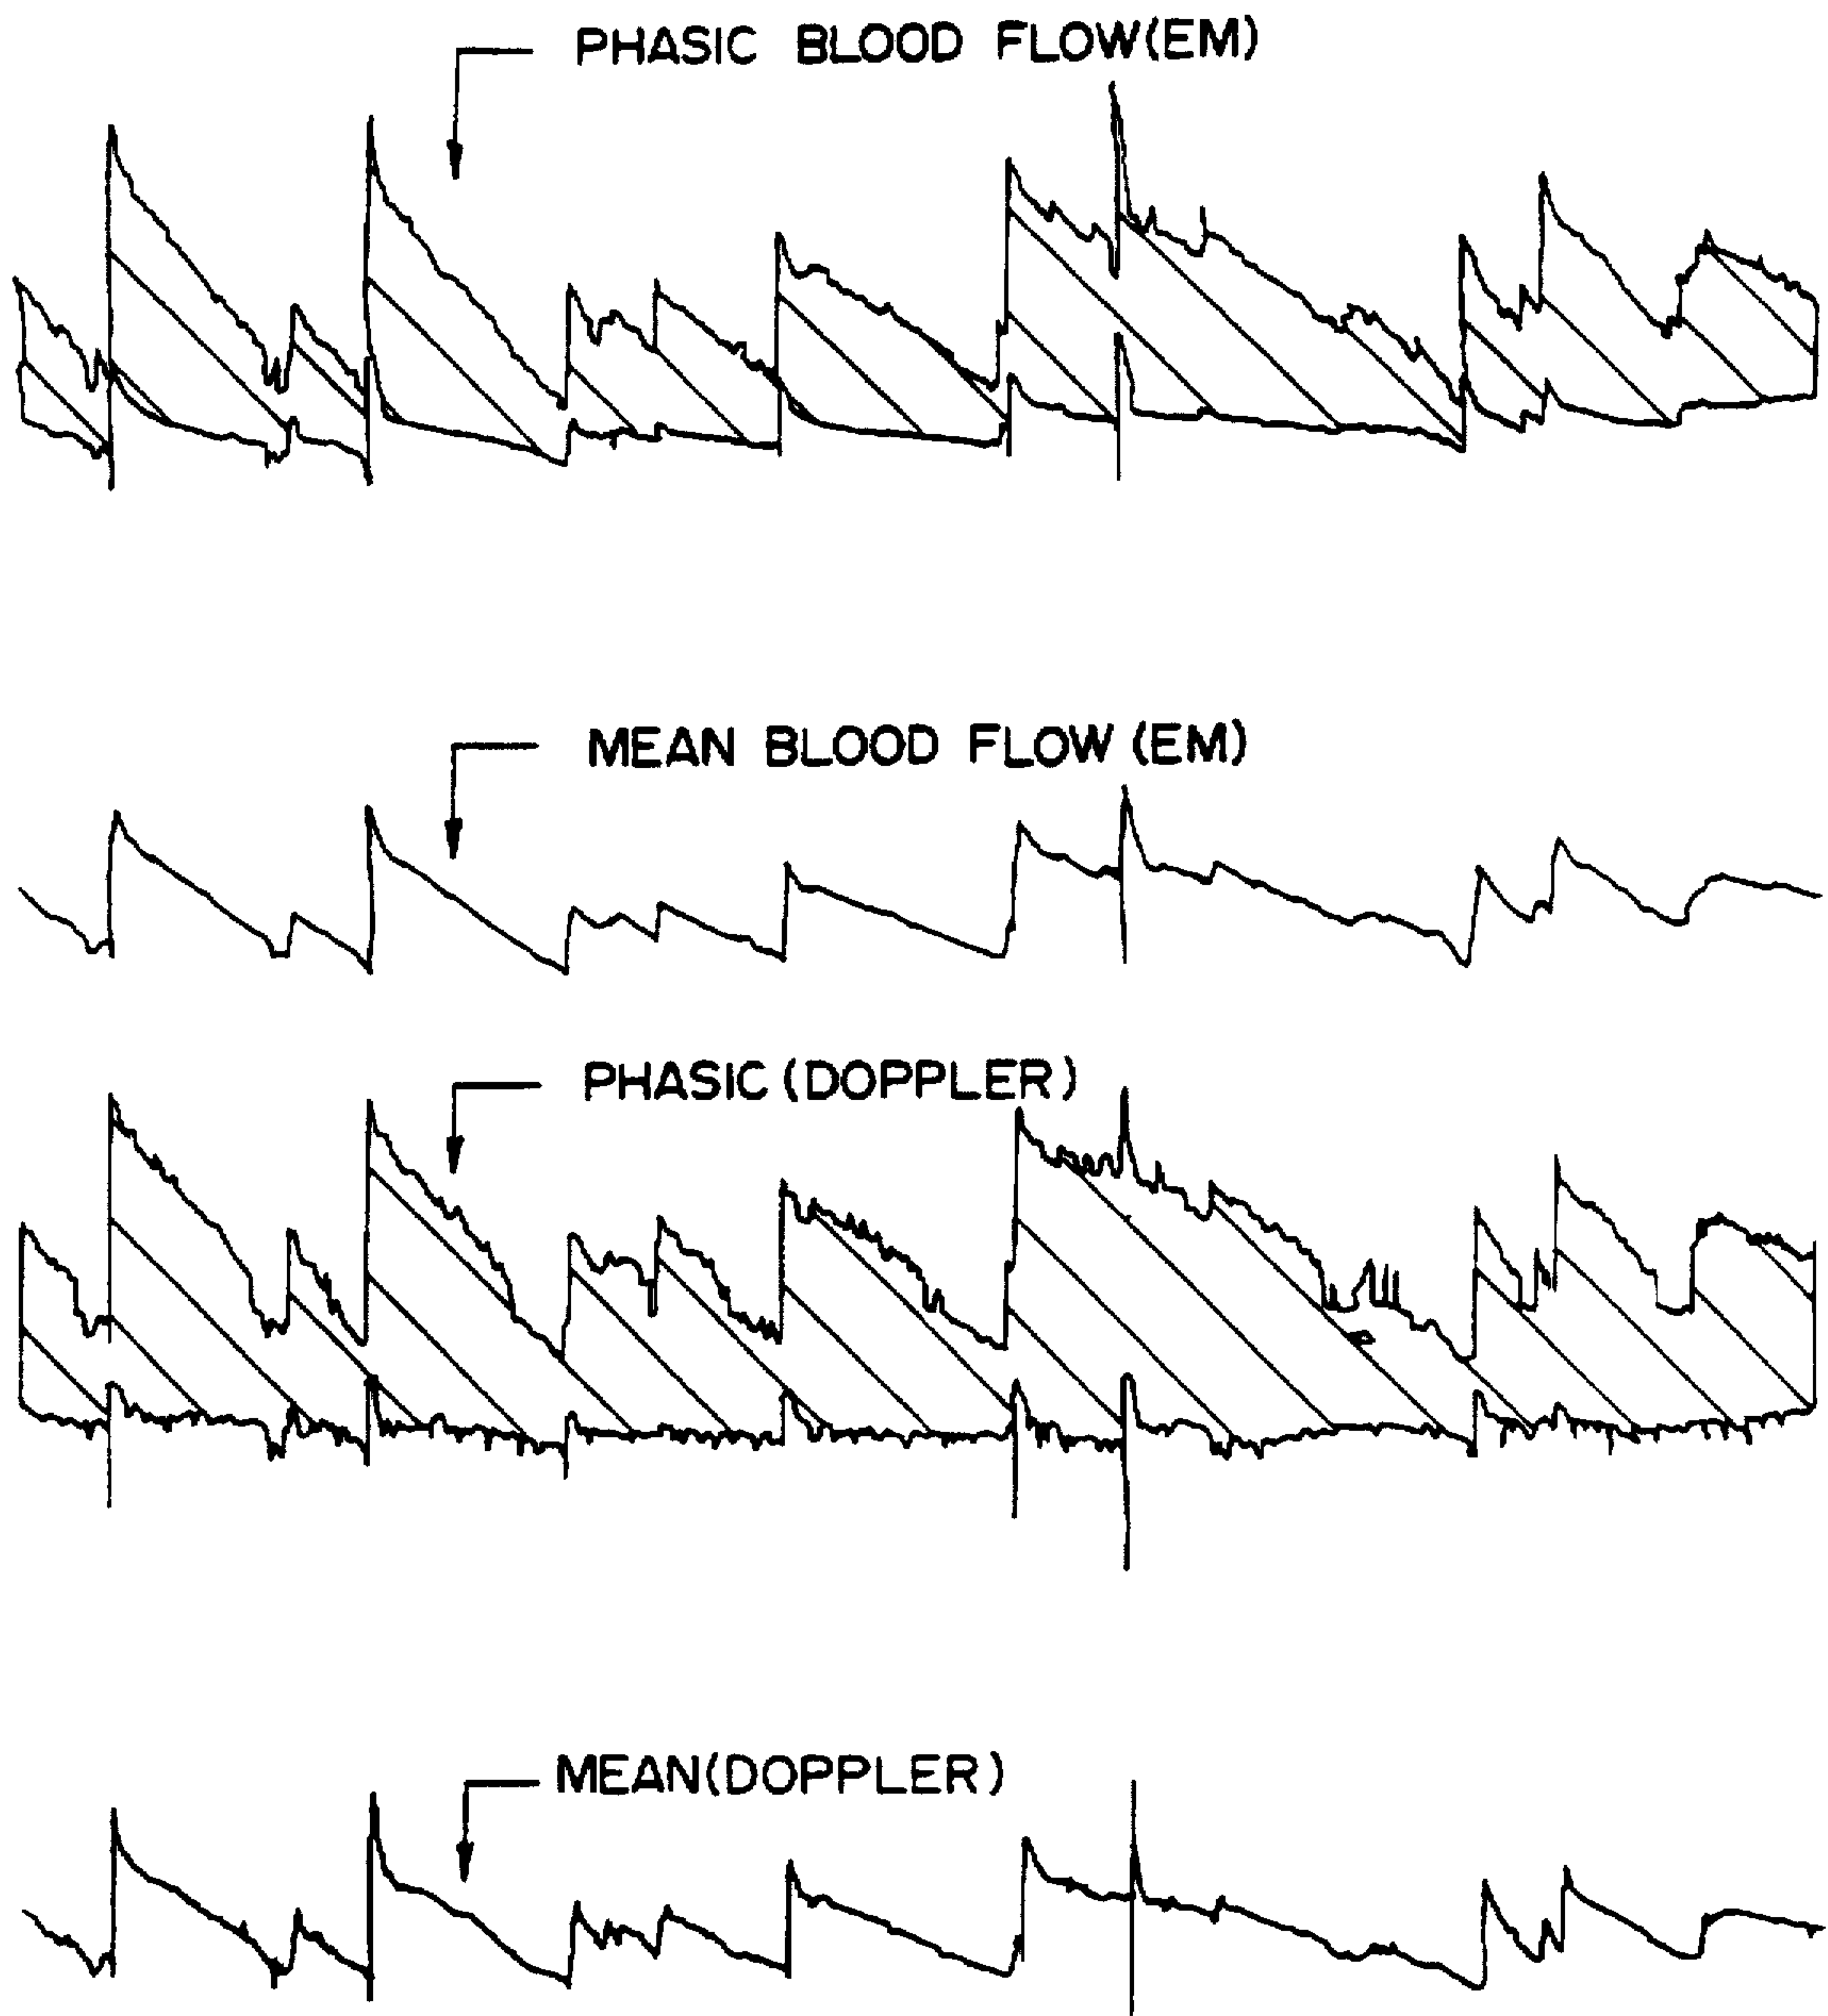 PHASIC BLOOD FLOW(EM)
MEAN BLOOD FLOW (EM)
PHASIC (DOPPLER)
MEAN(DOPPLER)